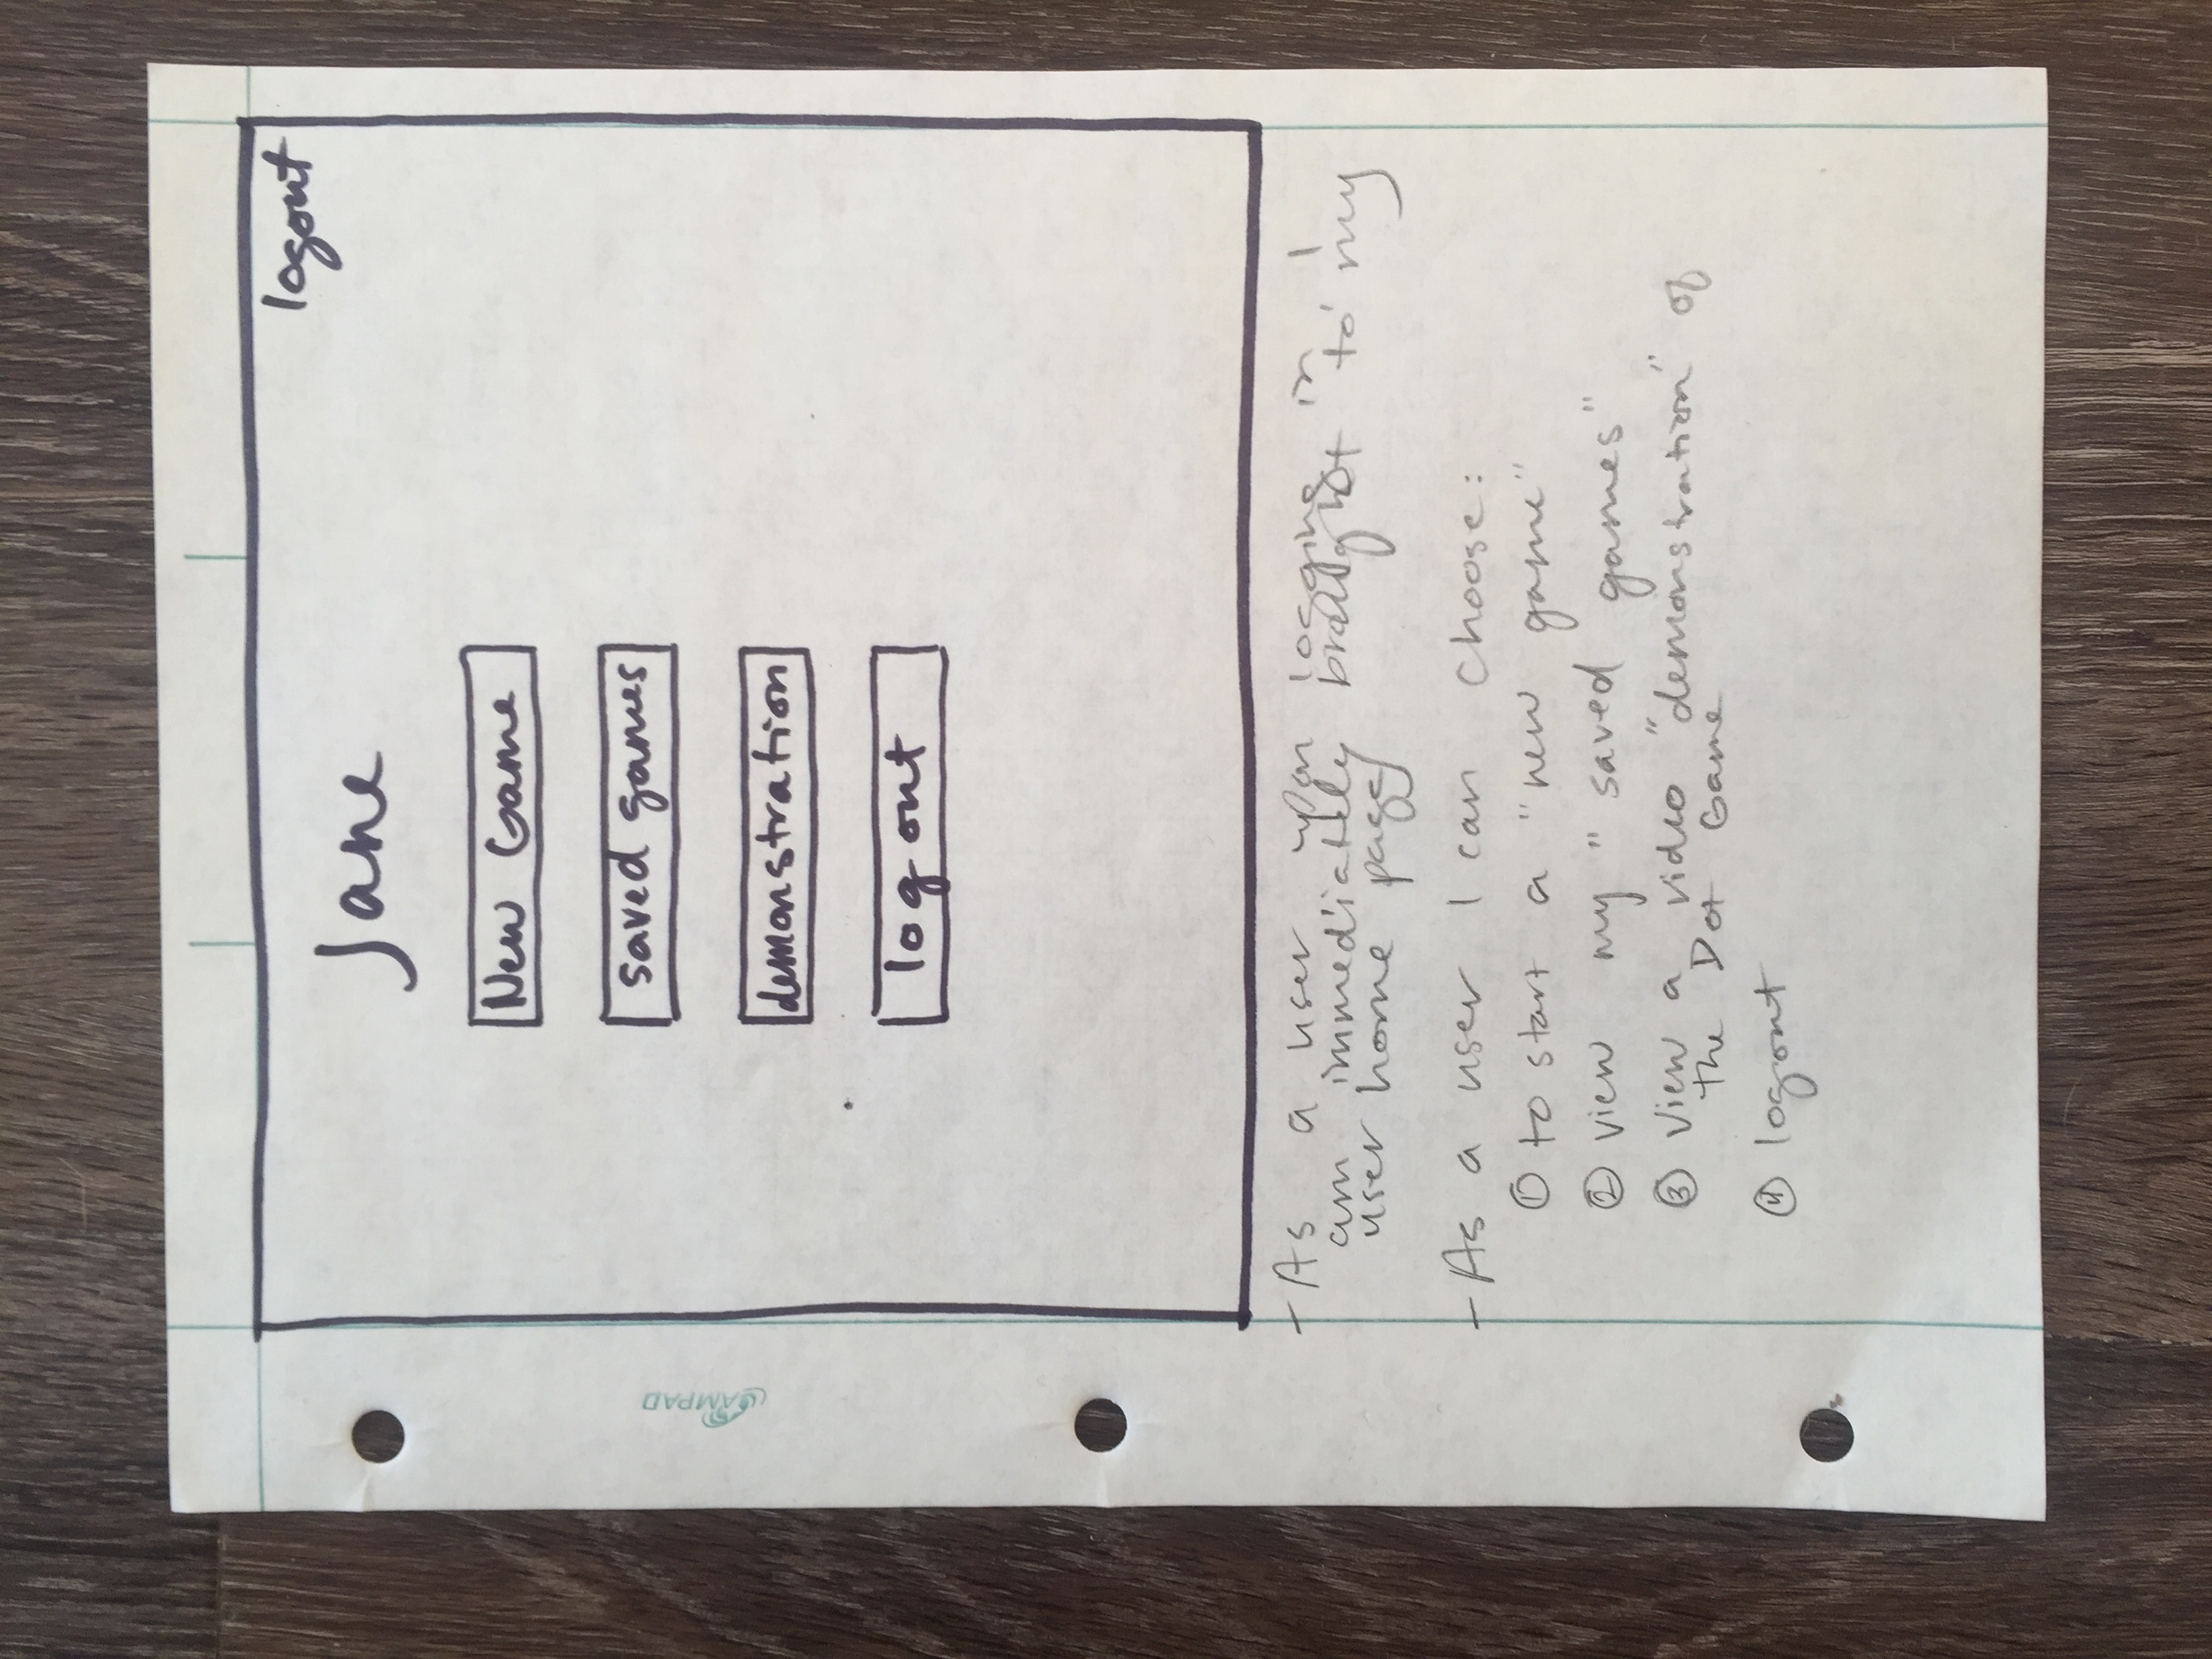 logout
Jane
New Game
saved games
demonstration
logout
AMPAD
- As a user upon logging in I
am immediately brought to my
user home page
- As a user I can choose:
① to start a "new game"
② view my "saved games"
③ view a video "demonstration" of
the Dot Game
④ logout